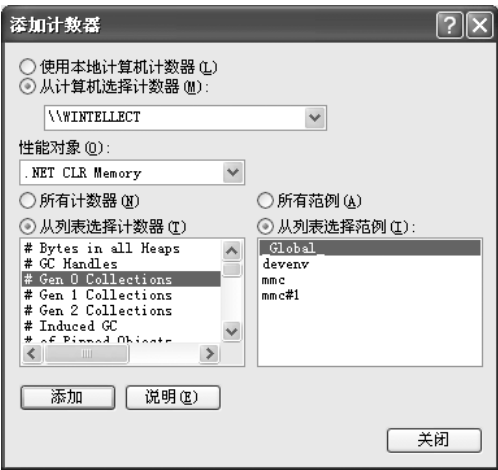 添加计数器
使用本地计算机计数器(L)
从计算机选择计数器(M):
\\WINTELLECT
性能对象(O):
.NET CLR Memory
所有计数器(N)
所有范例(A)
从列表选择计数器(T)
从列表选择范例(I):
# Bytes in all Heaps
# GC Handles
# Gen 0 Collections
# Gen 1 Collections
# Gen 2 Collections
# Induced GC
# of Pinned Objects
_Global_
devenv
mmc
mmc#1
添加
说明(E)
关闭